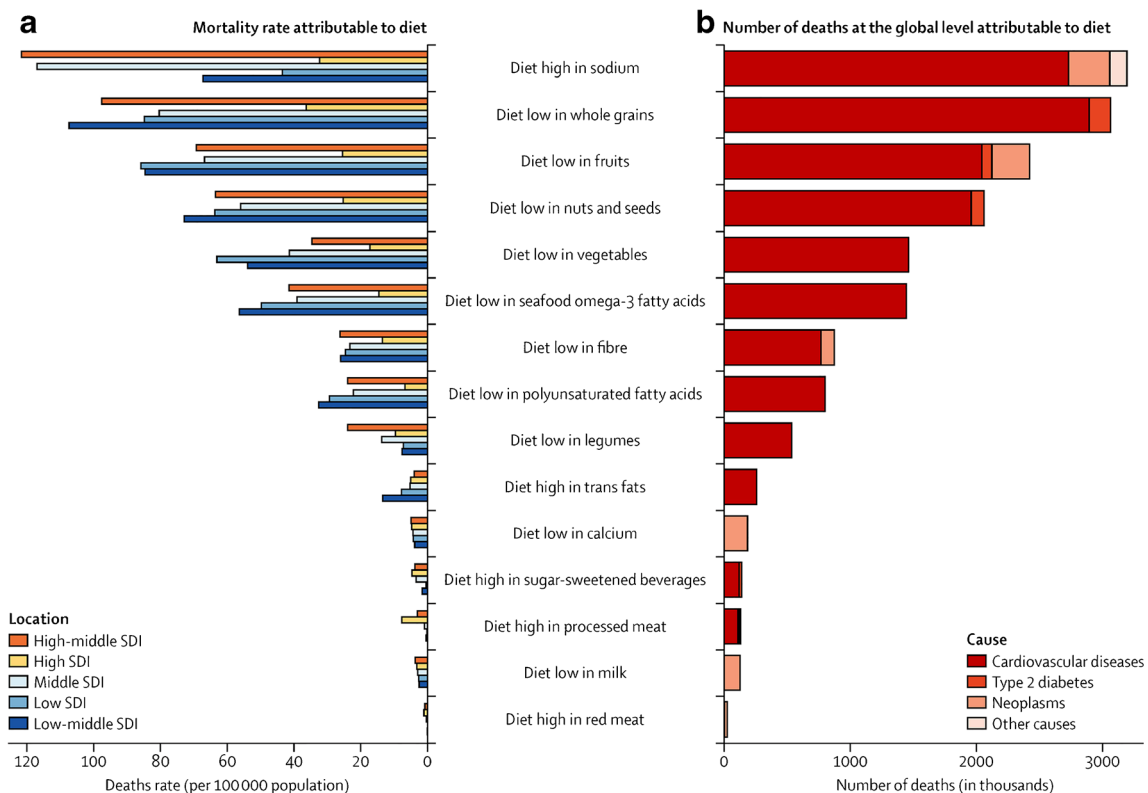 a
Mortality rate attributable to diet
b
Number of deaths at the global level attributable to diet
Diet high in sodium
Diet low in whole grains
Diet low in fruits
Diet low in nuts and seeds
Diet low in vegetables
Diet low in seafood omega-3 fatty acids
Diet low in fibre
Diet low in polyunsaturated fatty acids
Diet low in legumes
Diet high in trans fats
Diet low in calcium
Diet high in sugar-sweetened beverages
Diet high in processed meat
Diet low in milk
Diet high in red meat
Location
High-middle SDI
High SDI
Middle SDI
Low SDI
Low-middle SDI
Cause
Cardiovascular diseases
Type 2 diabetes
Neoplasms
Other causes
120 100 80 60 40 20 0
Deaths rate (per 100 000 population)
0 1000 2000 3000
Number of deaths (in thousands)